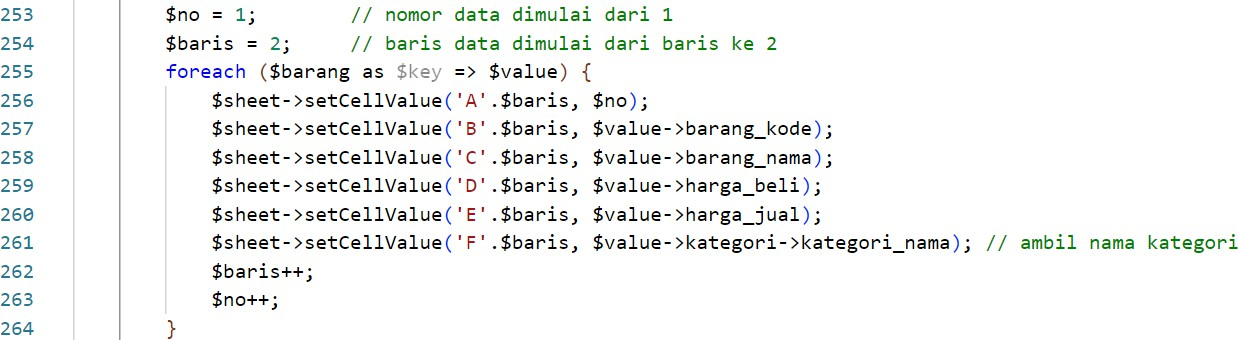 253 $no = 1; // nomor data dimulai dari 1
254 $baris = 2; // baris data dimulai dari baris ke 2
255 foreach ($barang as $key => $value) {
256 $sheet->setCellValue('A'.$baris, $no);
257 $sheet->setCellValue('B'.$baris, $value->barang_kode);
258 $sheet->setCellValue('C'.$baris, $value->barang_nama);
259 $sheet->setCellValue('D'.$baris, $value->harga_beli);
260 $sheet->setCellValue('E'.$baris, $value->harga_jual);
261 $sheet->setCellValue('F'.$baris, $value->kategori->kategori_nama); // ambil nama kategori
262 $baris++;
263 $no++;
264 }